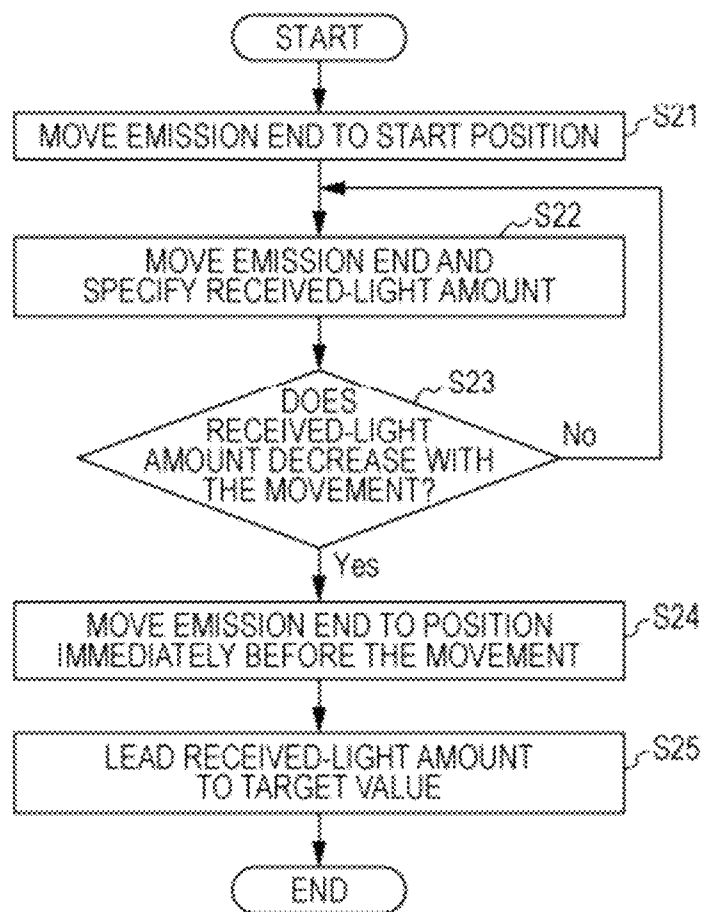 START
MOVE EMISSION END TO START POSITION
S21
S22
MOVE EMISSION END AND
SPECIFY RECEIVED-LIGHT AMOUNT
S23
DOES
RECEIVED-LIGHT
AMOUNT DECREASE WITH
THE MOVEMENT?
No
Yes
MOVE EMISSION END TO POSITION
IMMEDIATELY BEFORE THE MOVEMENT
S24
LEAD RECEIVED-LIGHT AMOUNT
TO TARGET VALUE
S25
END